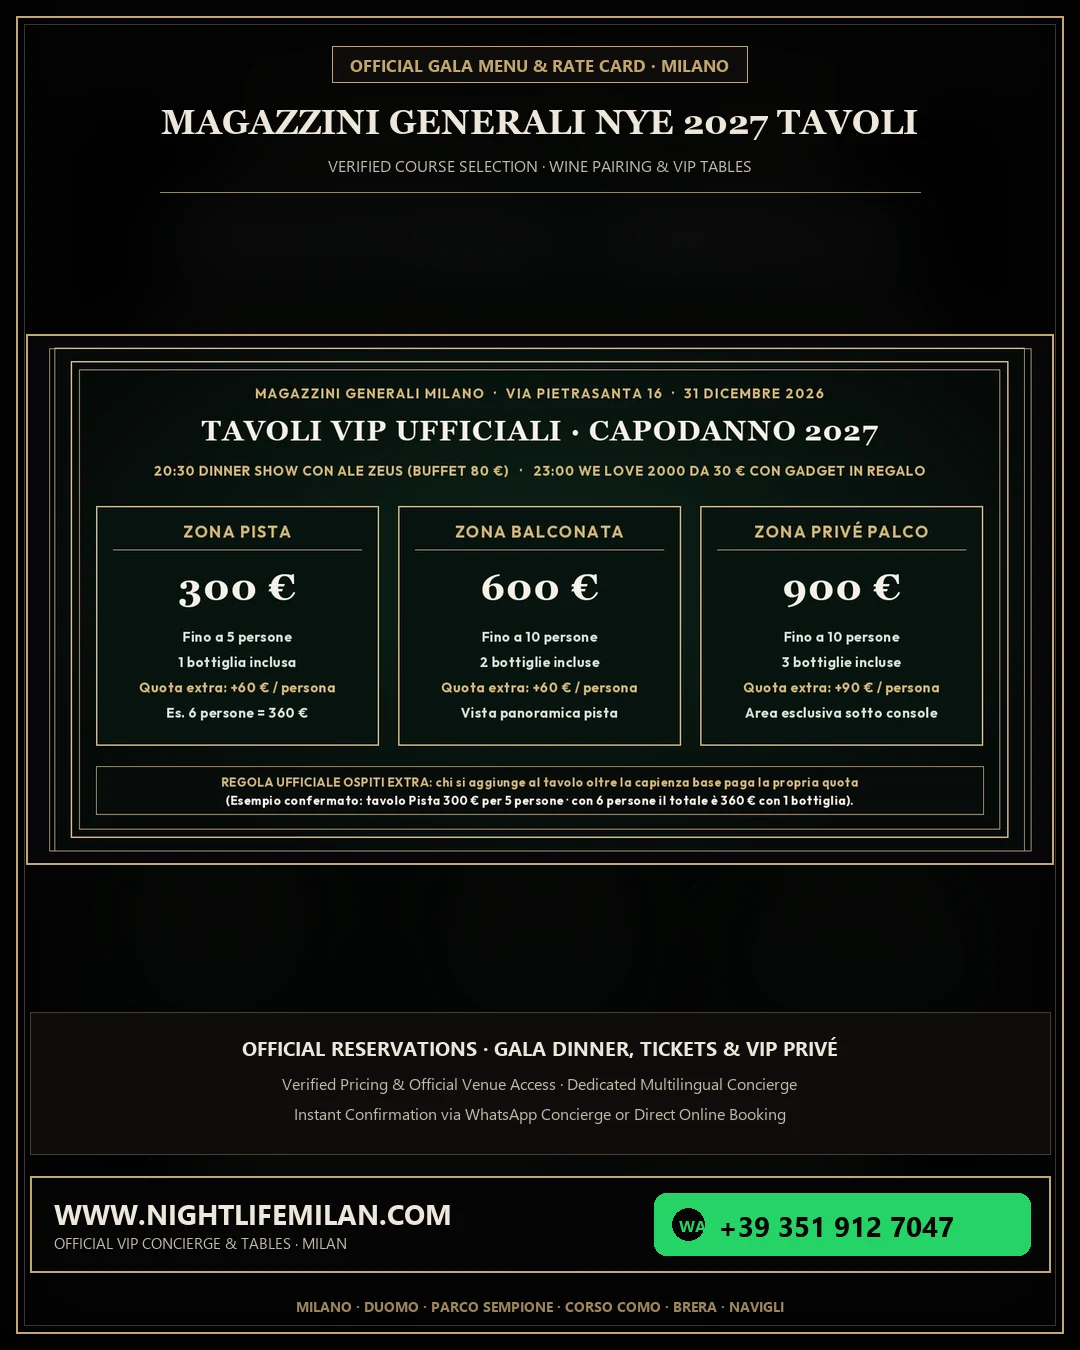 OFFICIAL GALA MENU & RATE CARD · MILANO
MAGAZZINI GENERALI NYE 2027 TAVOLI
VERIFIED COURSE SELECTION · WINE PAIRING & VIP TABLES
MAGAZZINI GENERALI MILANO · VIA PIETRASANTA 16 · 31 DICEMBRE 2026
TAVOLI VIP UFFICIALI · CAPODANNO 2027
20:30 DINNER SHOW CON ALE ZEUS (BUFFET 80 €) · 23:00 WE LOVE 2000 DA 30 € CON GADGET IN REGALO
ZONA PISTA
300 €
Fino a 5 persone
1 bottiglia inclusa
Quota extra: +60 € / persona
Es. 6 persone = 360 €
ZONA BALCONATA
600 €
Fino a 10 persone
2 bottiglie incluse
Quota extra: +60 € / persona
Vista panoramica pista
ZONA PRIVÉ PALCO
900 €
Fino a 10 persone
3 bottiglie incluse
Quota extra: +90 € / persona
Area esclusiva sotto console
REGOLA UFFICIALE OSPITI EXTRA: chi si aggiunge al tavolo oltre la capienza base paga la propria quota
(Esempio confermato: tavolo Pista 300 € per 5 persone · con 6 persone il totale è 360 € con 1 bottiglia).
OFFICIAL RESERVATIONS · GALA DINNER, TICKETS & VIP PRIVÉ
Verified Pricing & Official Venue Access · Dedicated Multilingual Concierge
Instant Confirmation via WhatsApp Concierge or Direct Online Booking
WWW.NIGHTLIFEMILAN.COM
OFFICIAL VIP CONCIERGE & TABLES · MILAN
WA +39 351 912 7047
MILANO · DUOMO · PARCO SEMPIONE · CORSO COMO · BRERA · NAVIGLI